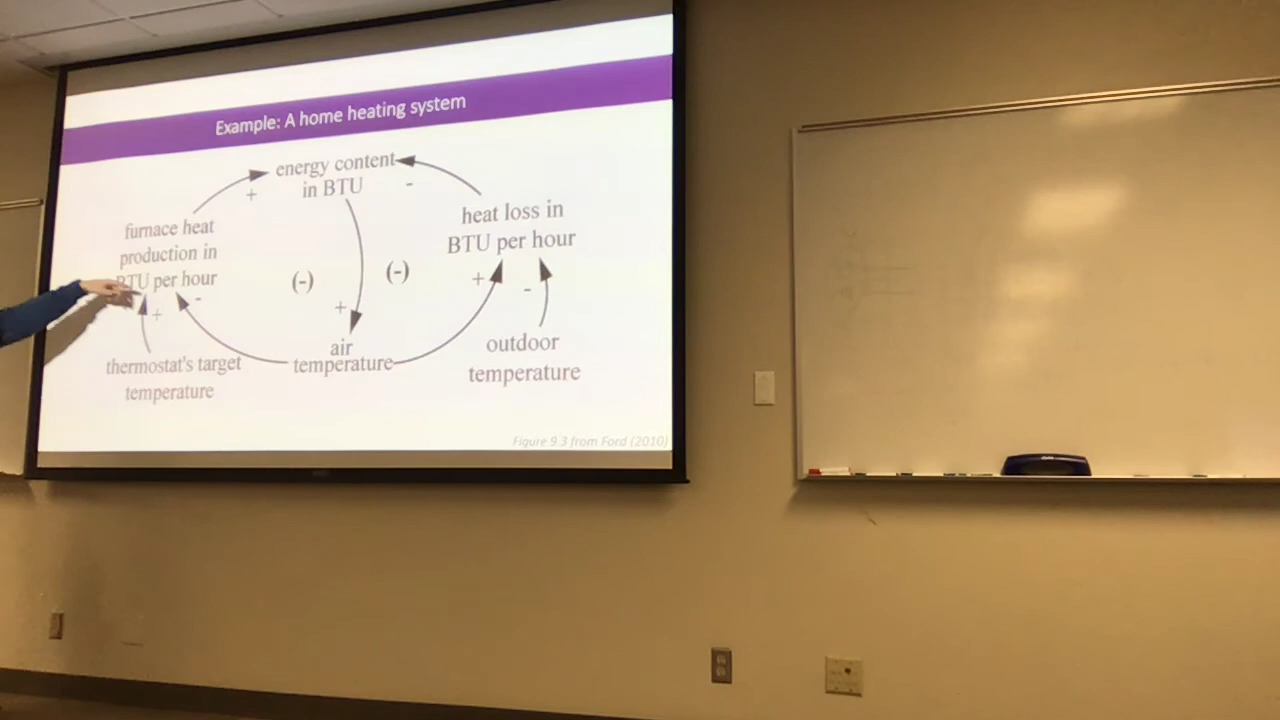 Example: A home heating system
energy content
in BTU
+
-
furnace heat
production in
BTU per hour
heat loss in
BTU per hour
(-)
(-)
+
-
-
+
+
thermostat's target
temperature
air
temperature
outdoor
temperature
Figure 9.3 from Ford (2010)